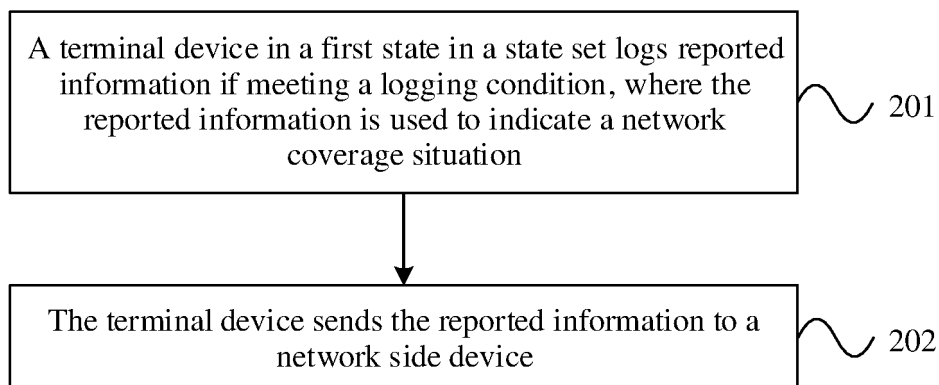 A terminal device in a first state in a state set logs reported
information if meeting a logging condition, where the
reported information is used to indicate a network
coverage situation
201
The terminal device sends the reported information to a
network side device
202